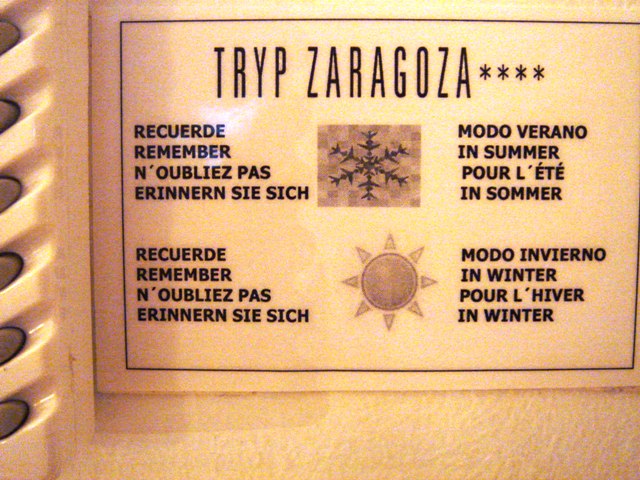 TRYP ZARAGOZA****
RECUERDE
REMEMBER
N´OUBLIEZ PAS
ERINNERN SIE SICH
MODO VERANO
IN SUMMER
POUR L´ÉTÉ
IN SOMMER
RECUERDE
REMEMBER
N´OUBLIEZ PAS
ERINNERN SIE SICH
MODO INVIERNO
IN WINTER
POUR L´HIVER
IN WINTER